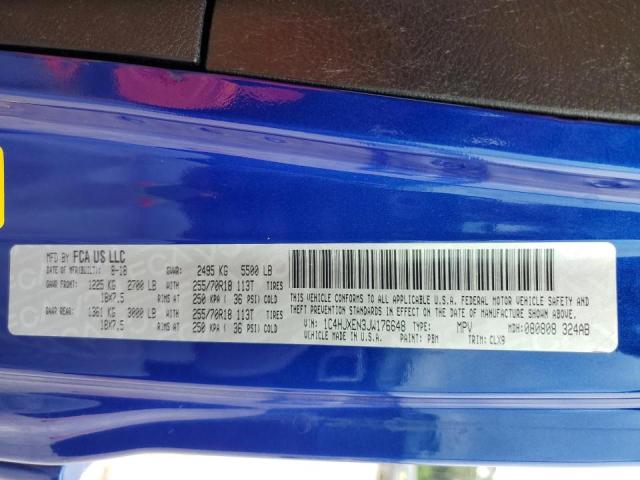 MFD BY FCA US LLC
DATE OF MFR(BUILT): 8-18 GVWR: 2495 KG 5500 LB
GAWR FRONT: 1225 KG 2700 LB WITH 255/70R18 113T TIRES
18X7.5 RIMS AT 250 KPA ( 36 PSI) COLD
GAWR REAR: 1361 KG 3000 LB WITH 255/70R18 113T TIRES
18X7.5 RIMS AT 250 KPA ( 36 PSI) COLD
THIS VEHICLE CONFORMS TO ALL APPLICABLE U.S.A. FEDERAL MOTOR VEHICLE SAFETY
STANDARDS IN EFFECT ON THE DATE OF MANUFACTURE SHOWN ABOVE.
VIN: 1C4HJXEN3JW176648 TYPE: MPV MDH: 080808 324AB
VEHICLE MADE IN U.S.A. PAINT: PBM TRIM: CLX9